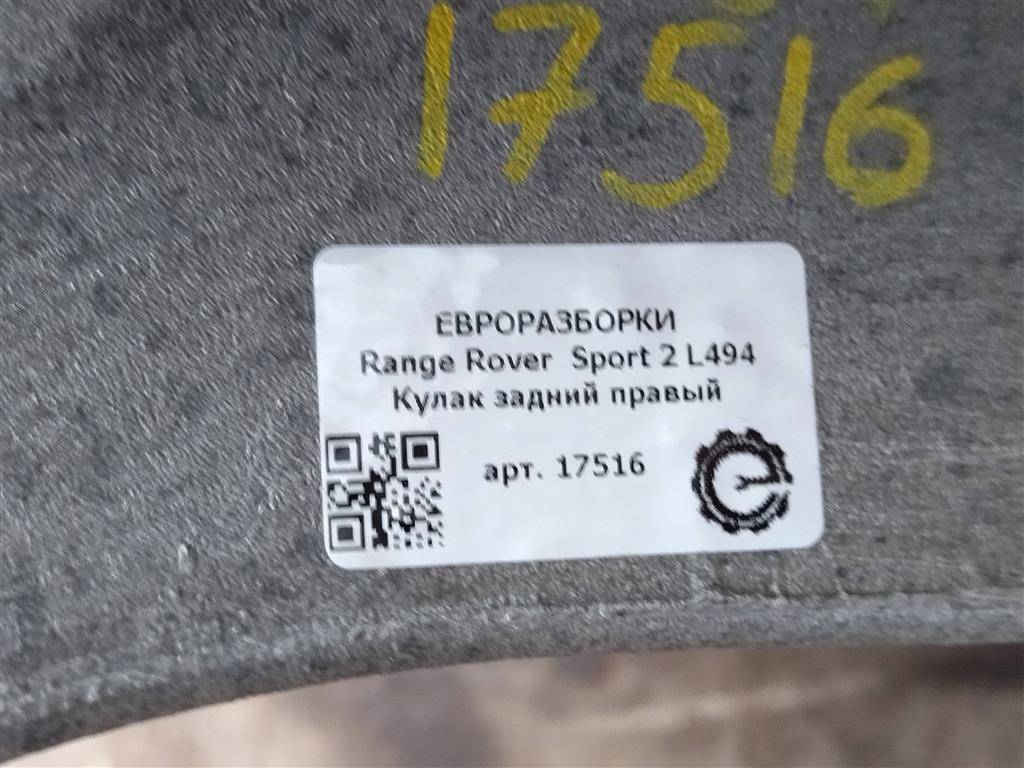 17516
ЕВРОРАЗБОРКИ
Range Rover Sport 2 L494
Кулак задний правый
арт. 17516